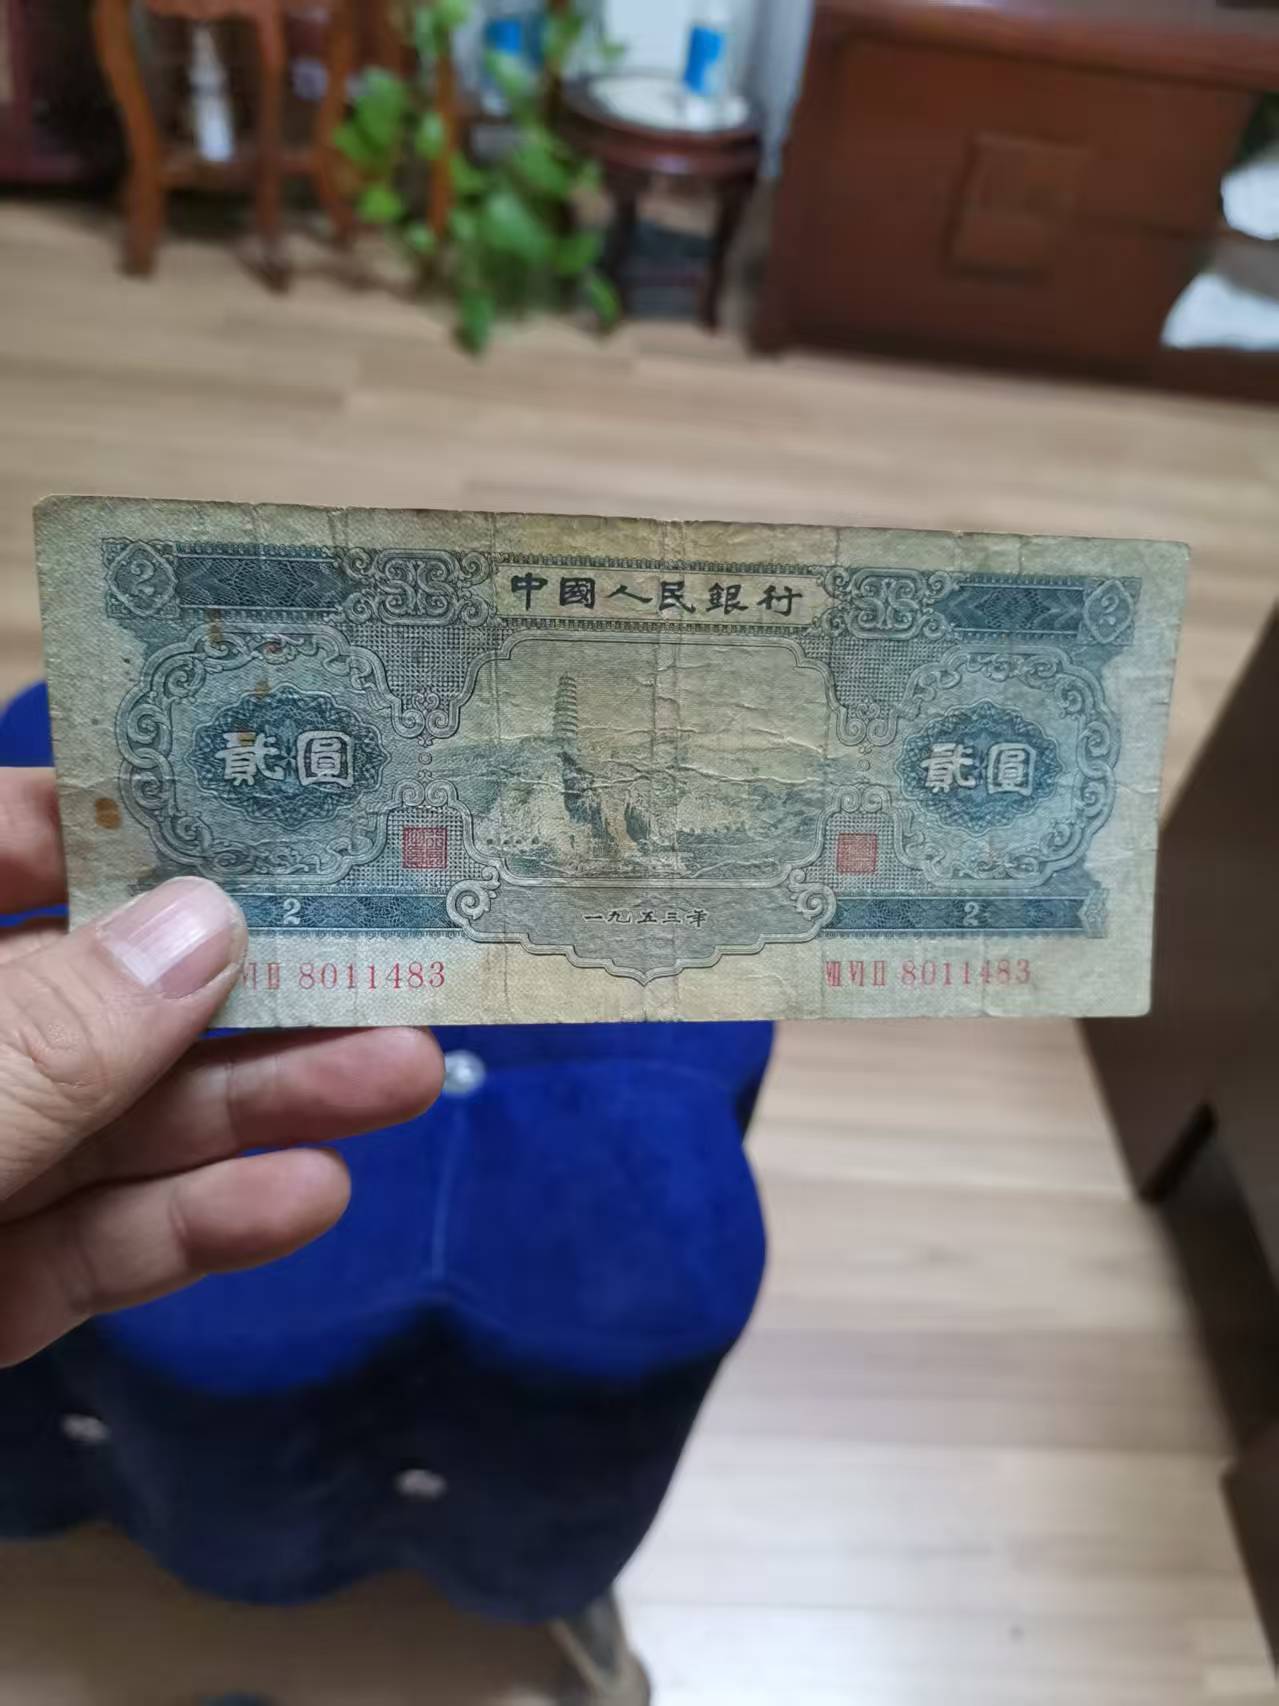 2 中國人民銀行 2
貳圓 貳圓
2 一九五三年 2
VI II 8011483 VIII VI II 8011483